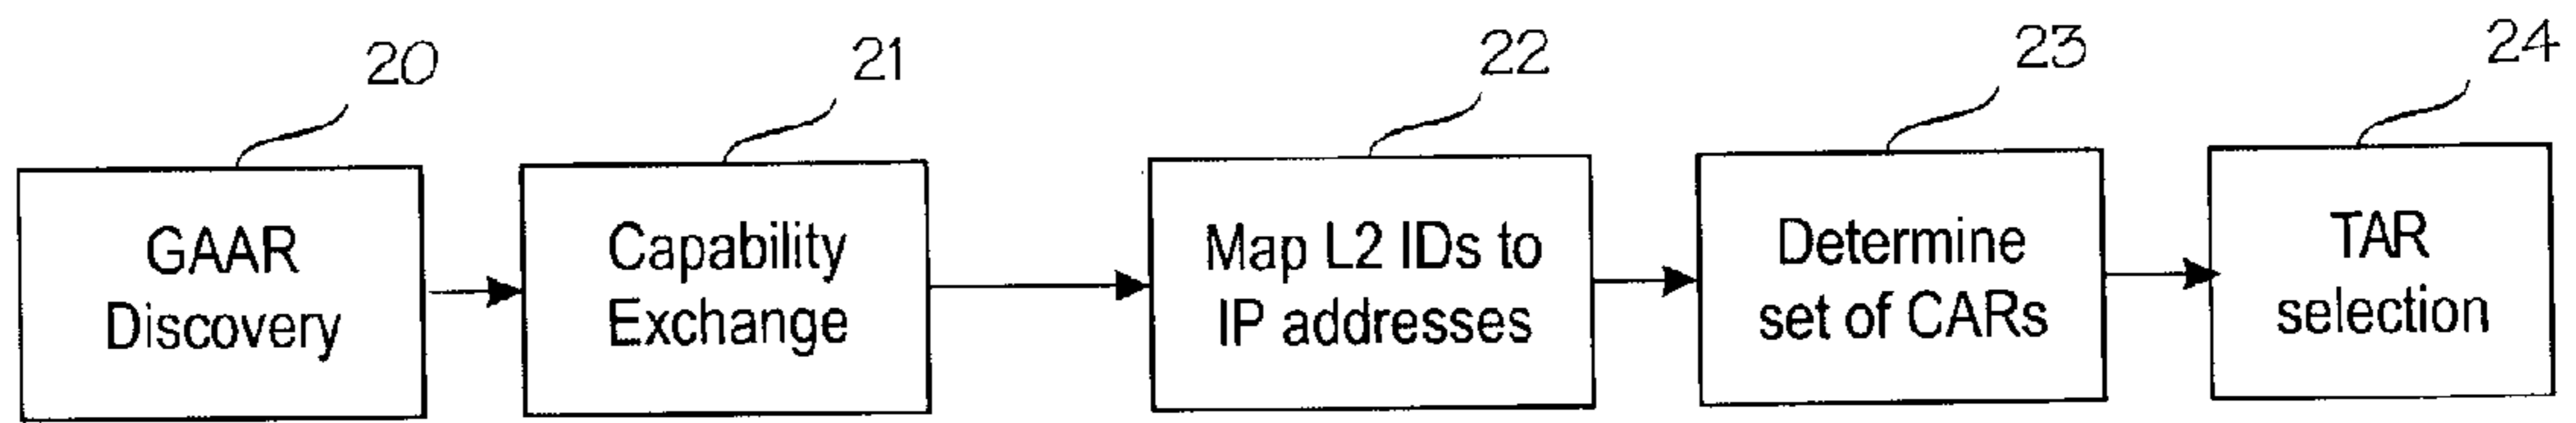 20
21
22
23
24
GAAR
Discovery
Capability
Exchange
Map L2 IDs to
IP addresses
Determine
set of CARs
TAR
selection